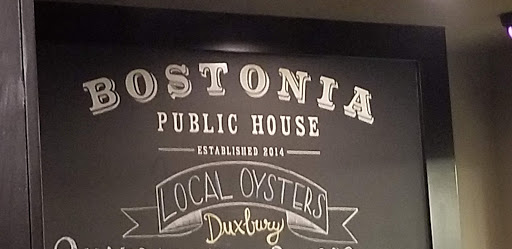 BOSTONIA
PUBLIC HOUSE
ESTABLISHED 2014
LOCAL OYSTERS
Duxbury